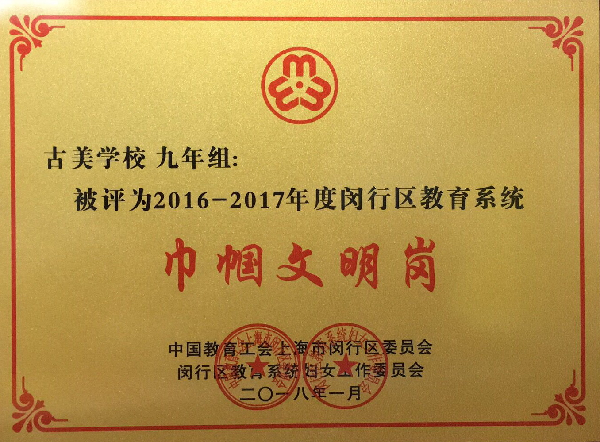 古美学校 九年组:
被评为2016-2017年度闵行区教育系统
巾帼文明岗
中国教育工会上海市闵行区委员会
闵行区教育系统妇女工作委员会
二〇一八年一月